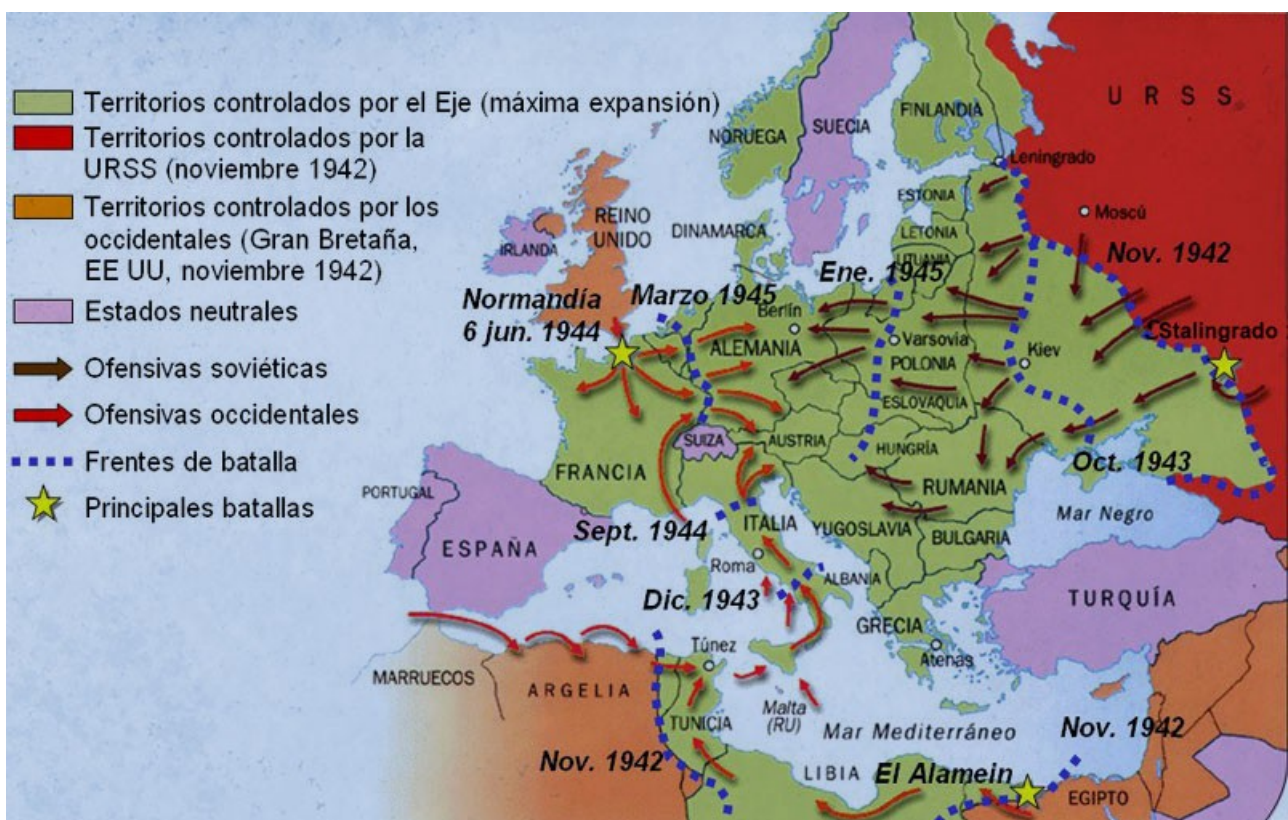 Territorios controlados por el Eje (máxima expansión)
Territorios controlados por la
URSS (noviembre 1942)
Territorios controlados por los
occidentales (Gran Bretaña,
EE UU, noviembre 1942)
Estados neutrales
Ofensivas soviéticas
Ofensivas occidentales
Frentes de batalla
Principales batallas
URSS
FINLANDIA
NORUEGA
SUECIA
Leningrado
ESTONIA
Moscú
LETONIA
LITUANIA
REINO
UNIDO
DINAMARCA
IRLANDA
Nov. 1942
Ene. 1945
Normandía
6 jun. 1944
Marzo 1945
Berlín
Stalingrado
ALEMANIA
Varsovia
Kiev
POLONIA
ESLOVAQUIA
SUIZA
AUSTRIA
HUNGRÍA
FRANCIA
Oct. 1943
RUMANIA
PORTUGAL
Mar Negro
ITALIA
Sept. 1944
YUGOSLAVIA
BULGARIA
ESPAÑA
Roma
ALBANIA
Dic. 1943
TURQUÍA
GRECIA
Atenas
Túnez
MARRUECOS
ARGELIA
Malta
(RU)
TUNICIA
Mar Mediterráneo
Nov. 1942
Nov. 1942
LIBIA
El Alamein
EGIPTO